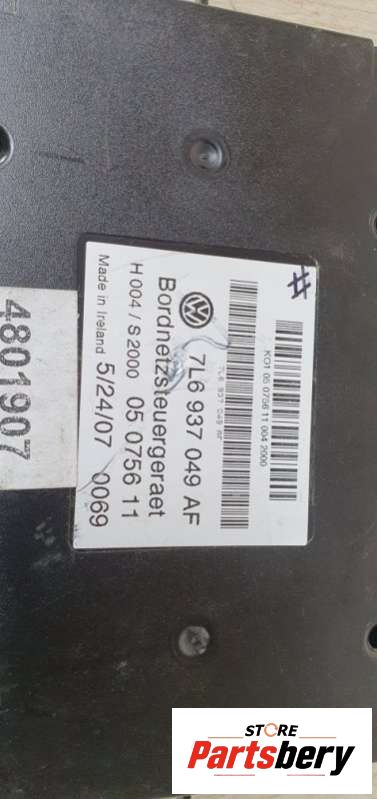 #
KO1 05 0756 11 004 2000
7L6 937 049 AF
7L6 937 049 AF
Bordnetzsteuergeraet
H 004 / S 2000 05 0756 11
Made in Ireland 5/24/07 0069
4801907
STORE
Partsbery